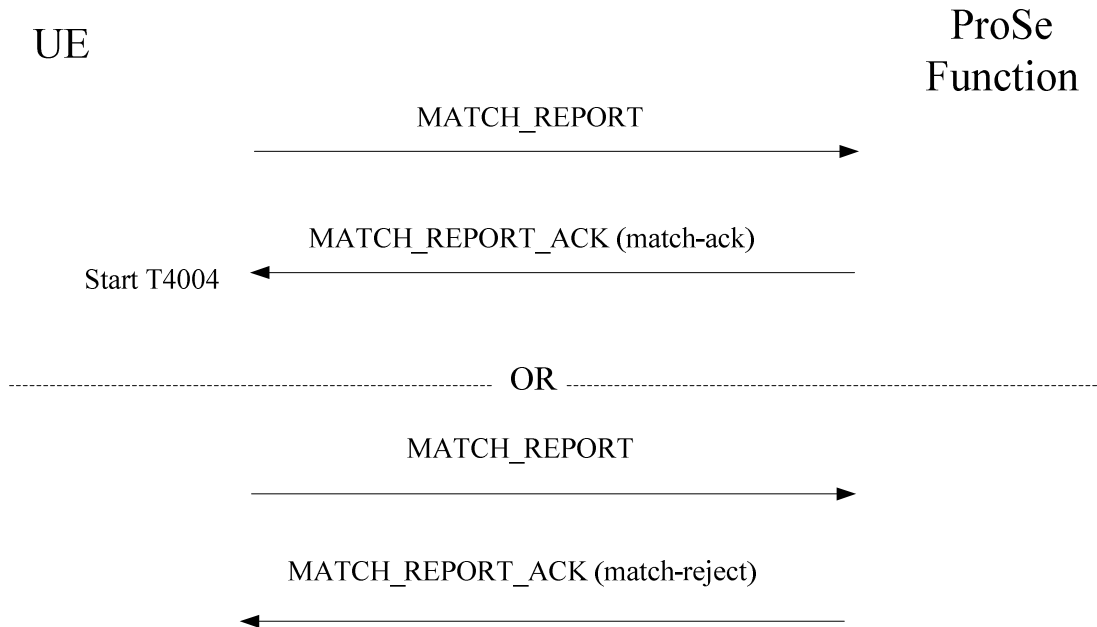 UE
ProSe
Function
MATCH_REPORT
MATCH_REPORT_ACK (match-ack)
Start T4004
OR
MATCH_REPORT
MATCH_REPORT_ACK (match-reject)